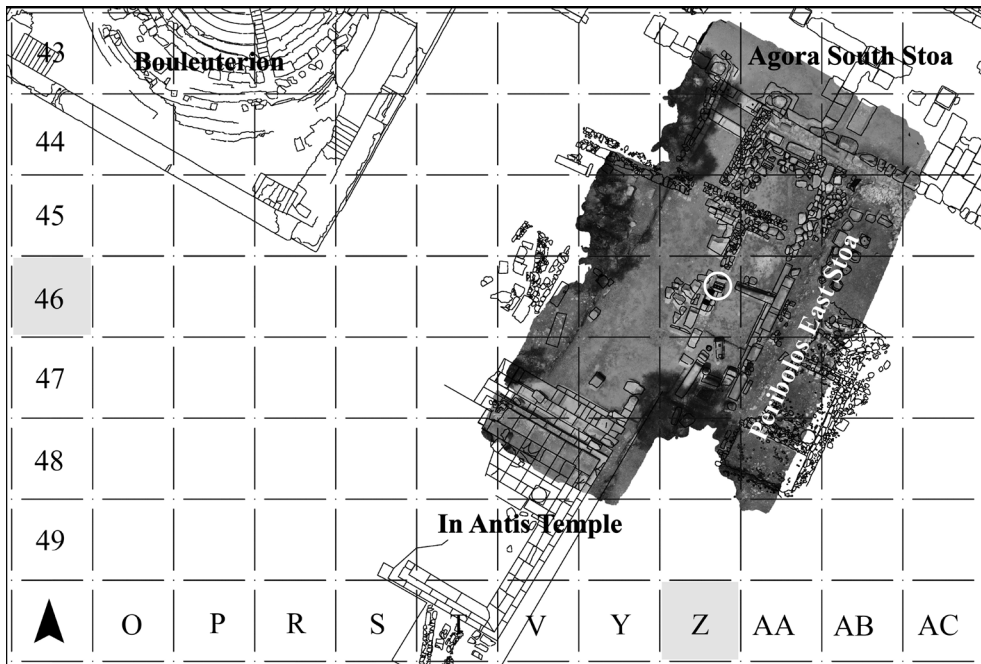 43
Bouleuterion
Agora South Stoa
44
45
46
Peribolos East Stoa
47
48
49
In Antis Temple
O P R S T V Y Z AA AB AC